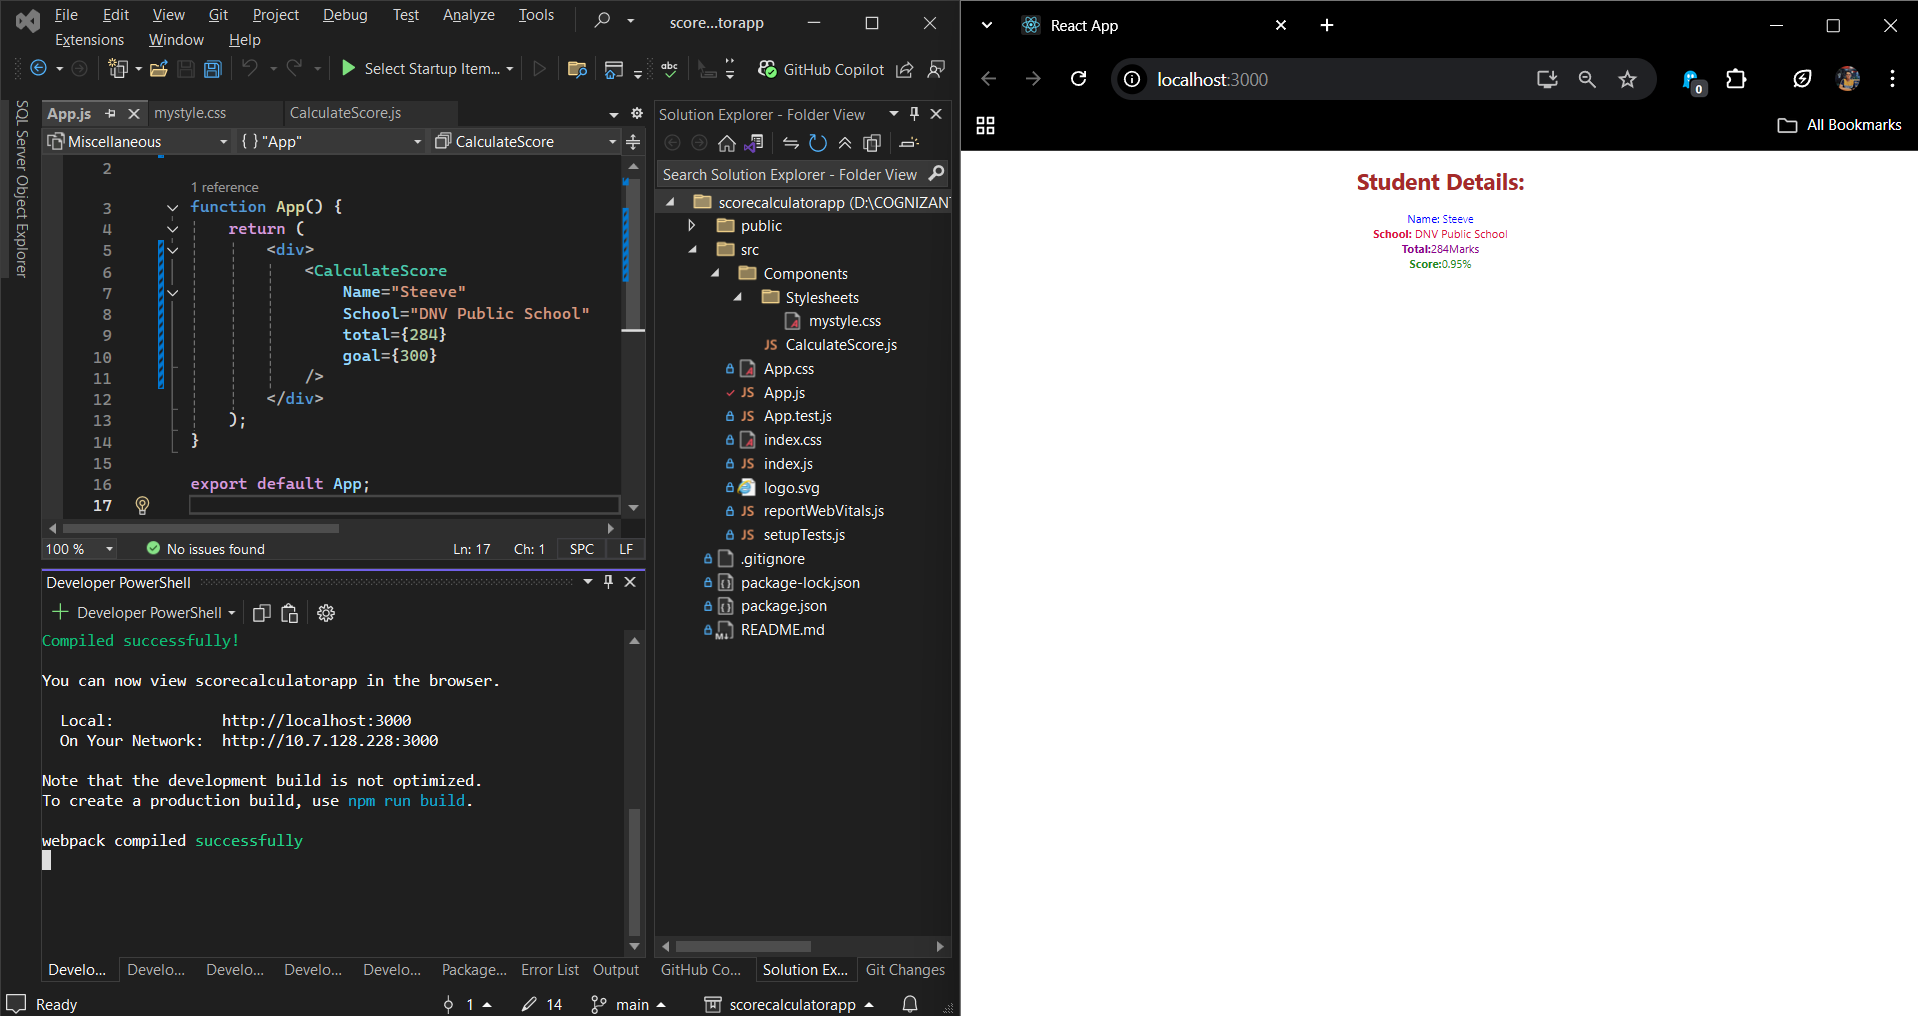 File Edit View Git Project Debug Test Analyze Tools
score...torapp
Extensions Window Help
Select Startup Item...
abc
GitHub Copilot
SQL Server Object Explorer
App.js
mystyle.css
CalculateScore.js
Miscellaneous
{ } "App"
CalculateScore
2
1 reference
3 function App() {
4 return (
5 <div>
6 <CalculateScore
7 Name="Steeve"
8 School="DNV Public School"
9 total={284}
10 goal={300}
11 />
12 </div>
13 );
14 }
15
16 export default App;
17
100 %
No issues found
Ln: 17 Ch: 1 SPC LF
Developer PowerShell
Developer PowerShell
Compiled successfully!
You can now view scorecalculatorapp in the browser.
Local: http://localhost:3000
On Your Network: http://10.7.128.228:3000
Note that the development build is not optimized.
To create a production build, use npm run build.
webpack compiled successfully
Develo... Develo... Develo... Develo... Develo... Package... Error List Output
Solution Explorer - Folder View
Search Solution Explorer - Folder View
scorecalculatorapp (D:\COGNIZAN
public
src
Components
Stylesheets
mystyle.css
JS CalculateScore.js
App.css
JS App.js
JS App.test.js
index.css
JS index.js
logo.svg
JS reportWebVitals.js
JS setupTests.js
.gitignore
package-lock.json
package.json
README.md
GitHub Co... Solution Ex... Git Changes
Ready
1
14
main
scorecalculatorapp
React App
localhost:3000
0
All Bookmarks
Student Details:
Name: Steeve
School: DNV Public School
Total:284Marks
Score:0.95%